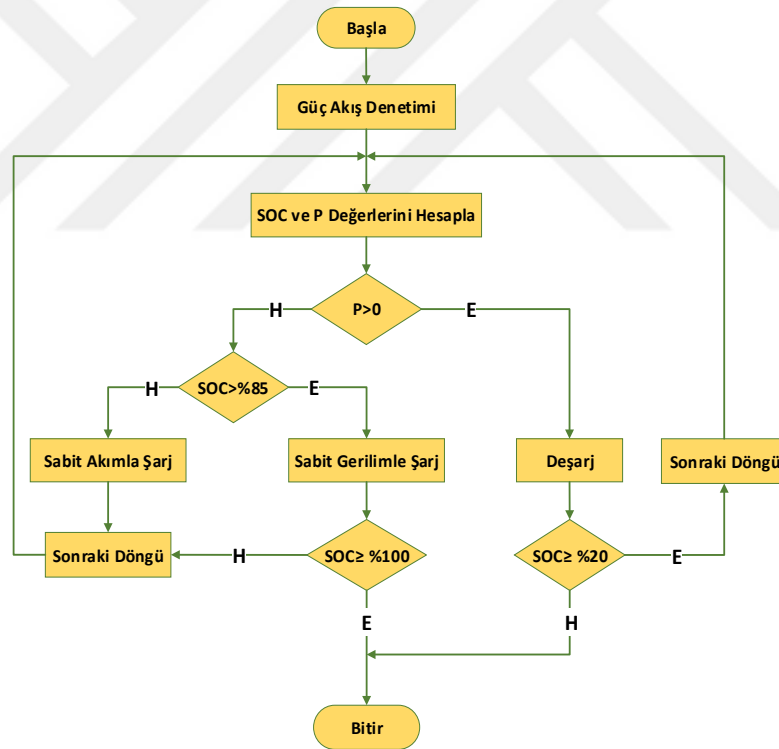 Başla
Güç Akış Denetimi
SOC ve P Değerlerini Hesapla
P>0
H
E
SOC>%85
H
E
Sabit Akımla Şarj
Sabit Gerilimle Şarj
Deşarj
Sonraki Döngü
Sonraki Döngü
H
SOC≥ %100
SOC≥ %20
E
E
H
Bitir